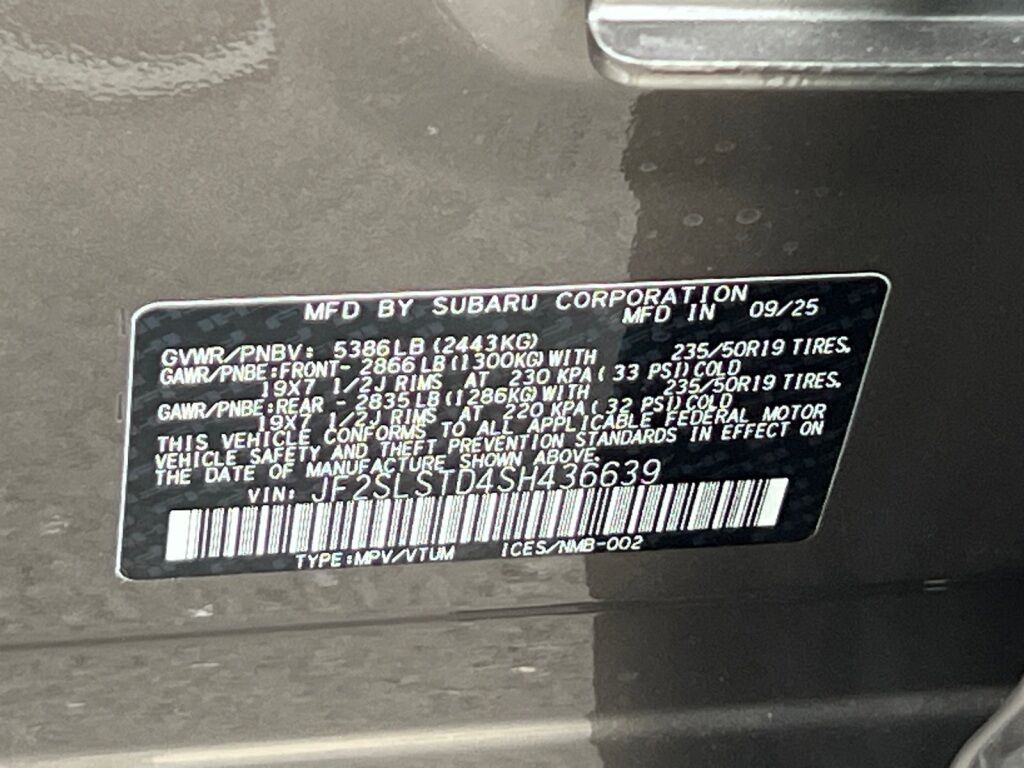 MFD BY SUBARU CORPORATION
MFD IN 09/25
GVWR/PNBV: 5386LB(2443KG)
GAWR/PNBE:FRONT- 2866LB(1300KG)WITH 235/50R19 TIRES.
19X7 1/2J RIMS AT 230 KPA( 33 PSI)COLD
GAWR/PNBE:REAR - 2835LB(1286KG)WITH 235/50R19 TIRES.
19X7 1/2J RIMS AT 220 KPA( 32 PSI)COLD
THIS VEHICLE CONFORMS TO ALL APPLICABLE FEDERAL MOTOR
VEHICLE SAFETY AND THEFT PREVENTION STANDARDS IN EFFECT ON
THE DATE OF MANUFACTURE SHOWN ABOVE.
VIN: JF2SLSTD4SH436639
TYPE:MPV/VTUM ICES/NMB-002